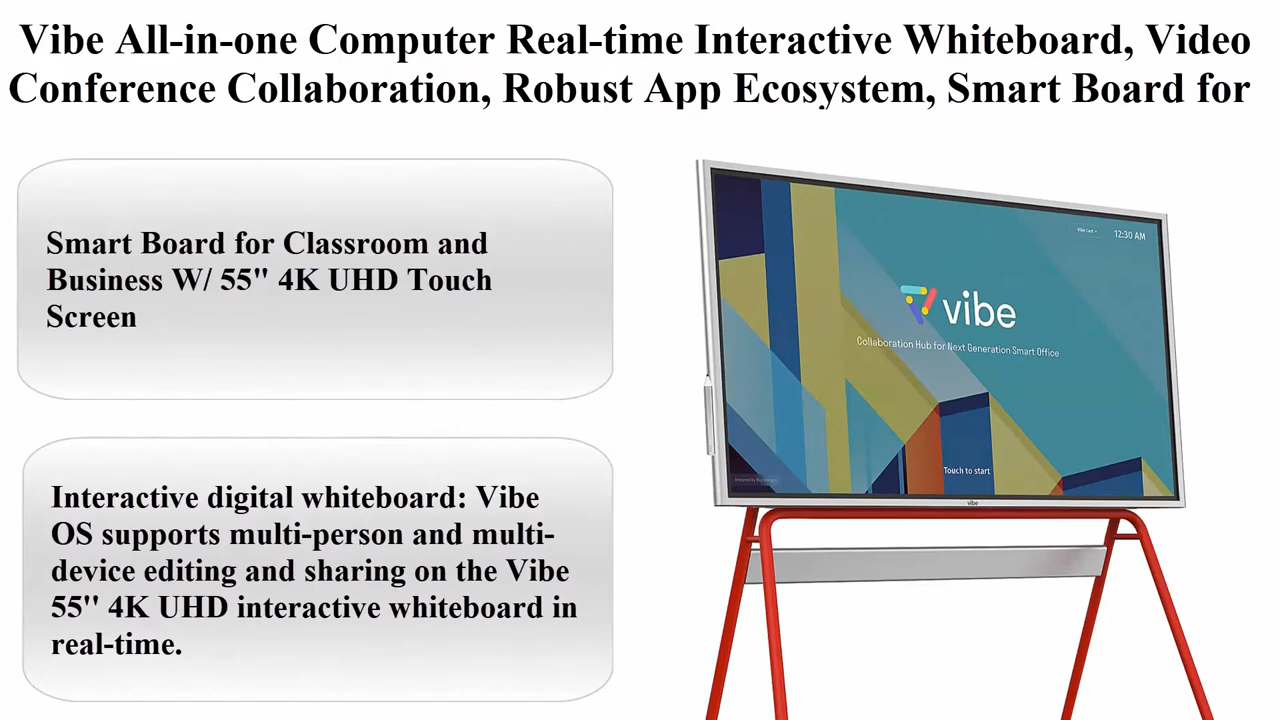 Vibe All-in-one Computer Real-time Interactive Whiteboard, Video
Conference Collaboration, Robust App Ecosystem, Smart Board for
Smart Board for Classroom and
Business W/ 55" 4K UHD Touch
Screen
Interactive digital whiteboard: Vibe
OS supports multi-person and multi-
device editing and sharing on the Vibe
55'' 4K UHD interactive whiteboard in
real-time.
Vibe Cast
12:30 AM
vibe
Collaboration Hub for Next Generation Smart Office
Touch to start
vibe